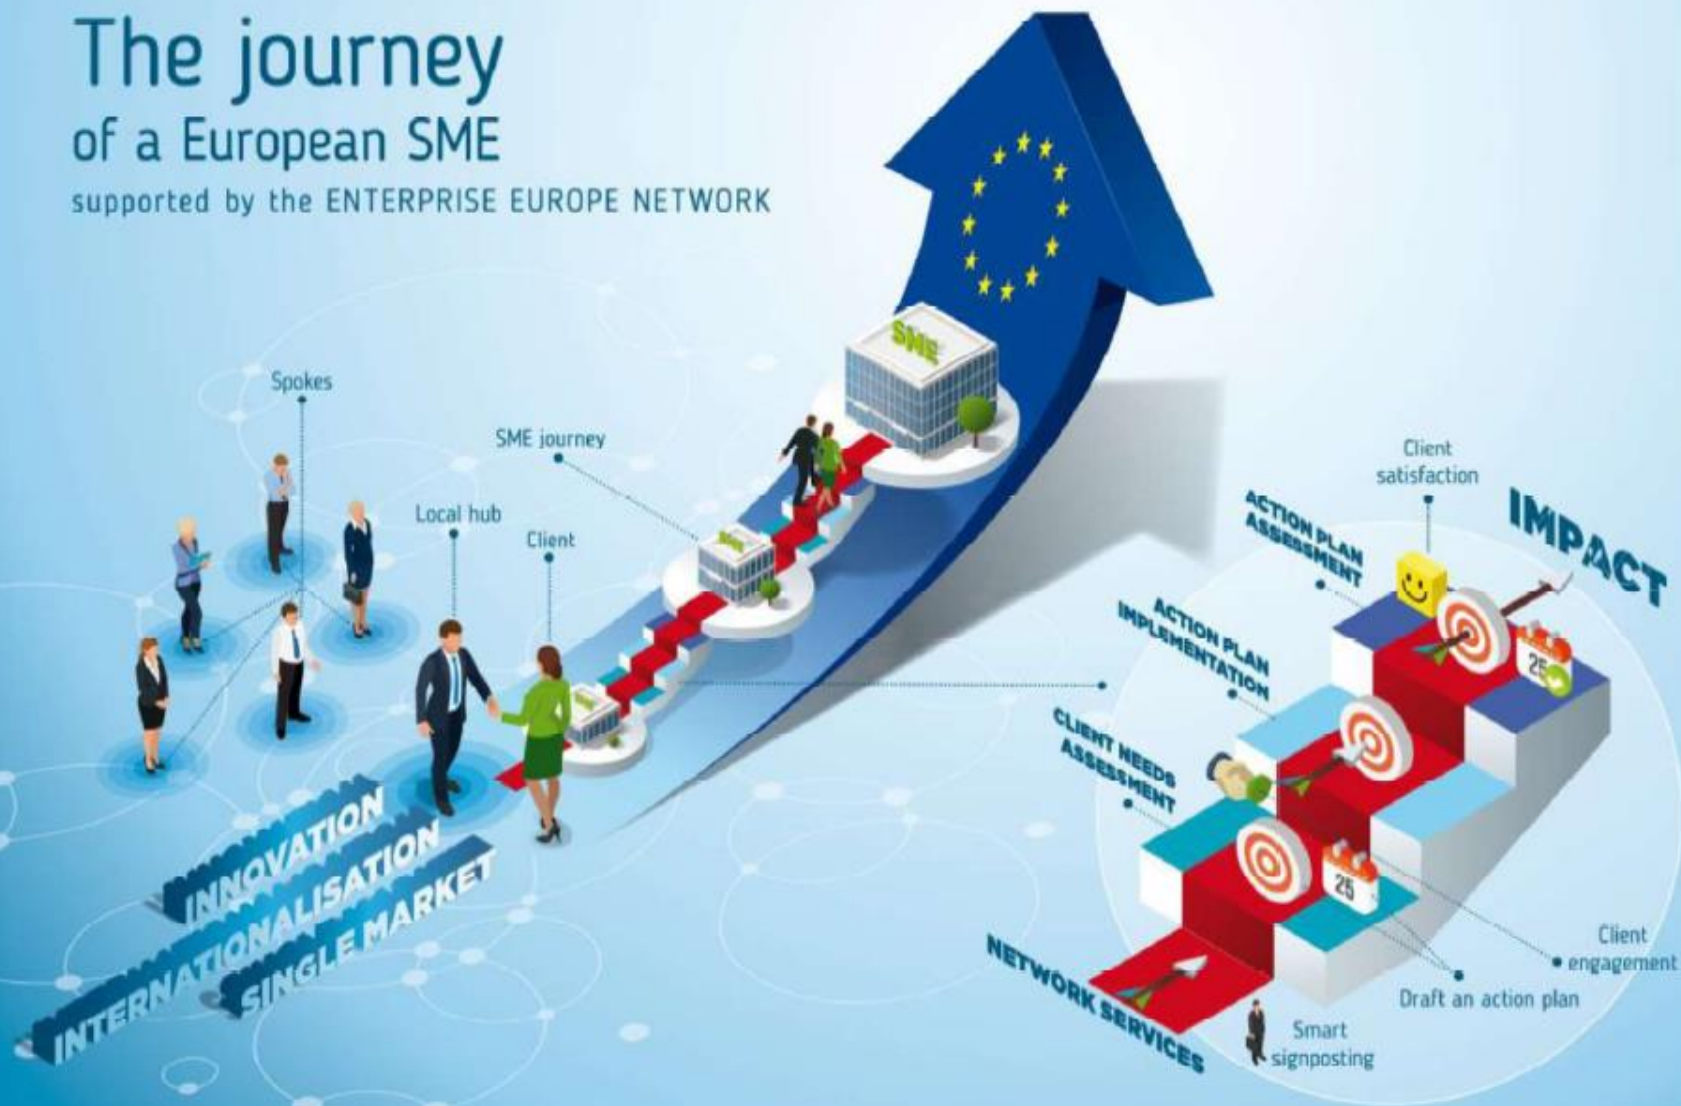 The journey
of a European SME
supported by the ENTERPRISE EUROPE NETWORK
Spokes
SME journey
Local hub
Client
SME
SME
SME
INNOVATION
INTERNATIONALISATION
SINGLE MARKET
Client
satisfaction
IMPACT
ACTION PLAN
ASSESSMENT
25
ACTION PLAN
IMPLEMENTATION
CLIENT NEEDS
ASSESSMENT
25
Client
engagement
Draft an action plan
NETWORK SERVICES
Smart
signposting